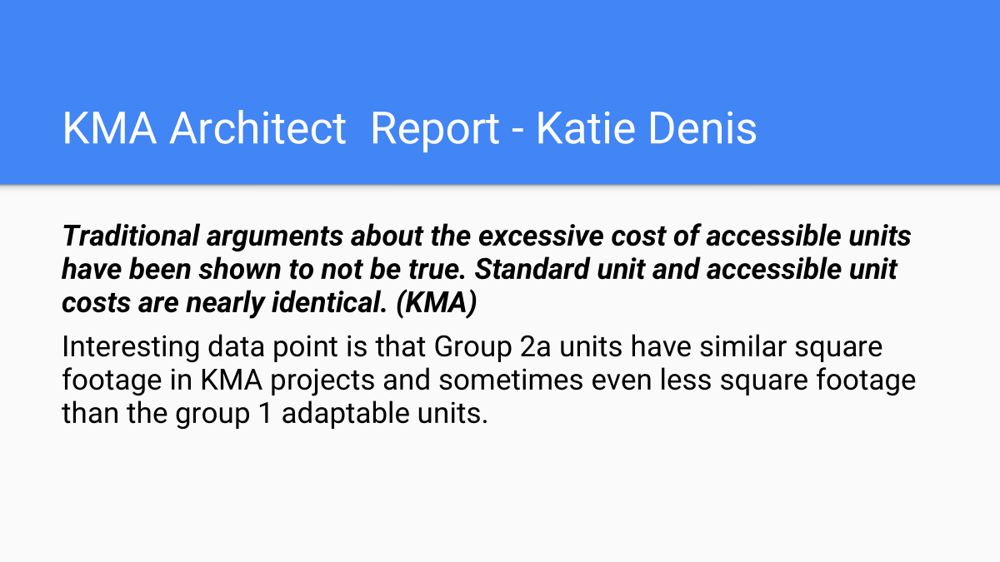 KMA Architect  Report - Katie Denis
Traditional arguments about the excessive cost of accessible units
have been shown to not be true. Standard unit and accessible unit
costs are nearly identical. (KMA)
Interesting data point is that Group 2a units have similar square
footage in KMA projects and sometimes even less square footage
than the group 1 adaptable units.